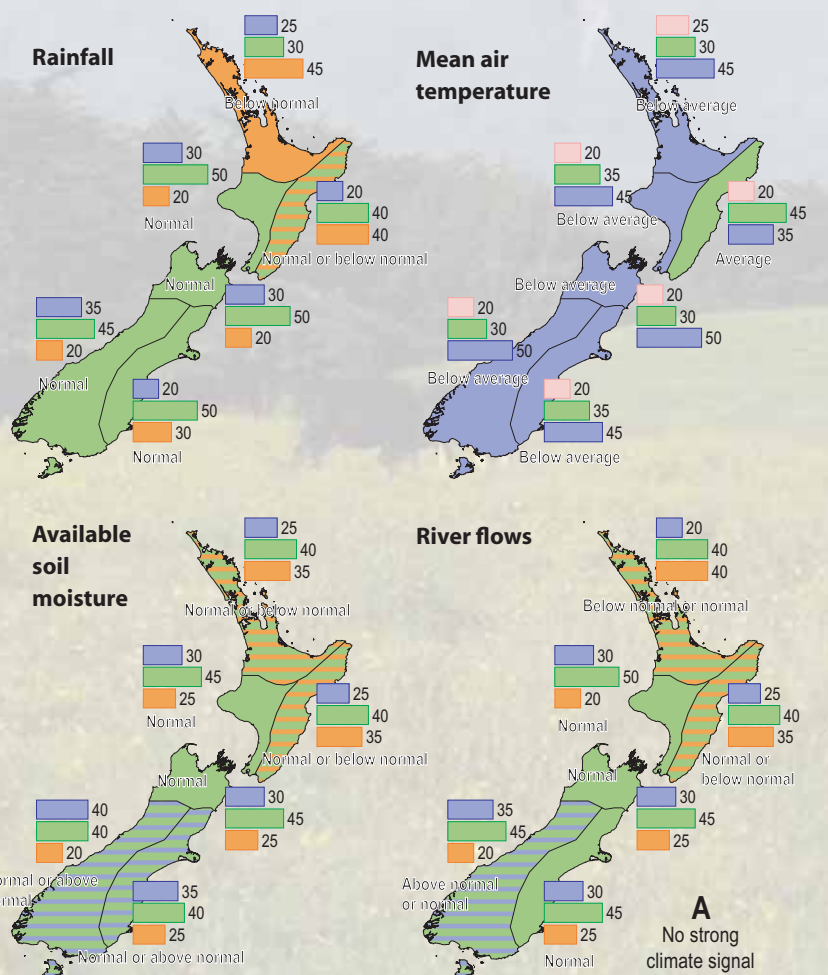 Rainfall
25
30
45
Below normal
30
50
20
Normal
20
40
40
Normal or below normal
Normal
30
50
20
35
45
20
Normal
20
50
30
Normal
Mean air
temperature
25
30
45
Below average
20
35
45
Below average
20
45
35
Average
Below average
20
30
50
20
30
50
Below average
20
35
45
Below average
Available
soil
moisture
25
40
35
Normal or below normal
30
45
25
Normal
25
40
35
Normal or below normal
Normal
30
45
25
40
40
20
ormal or above
rmal
35
40
25
Normal or above normal
River flows
20
40
40
Below normal or normal
30
50
20
Normal
25
40
35
Normal or
below normal
Normal
30
45
25
35
45
20
Above normal
or normal
30
45
25
Normal
A
No strong
climate signal